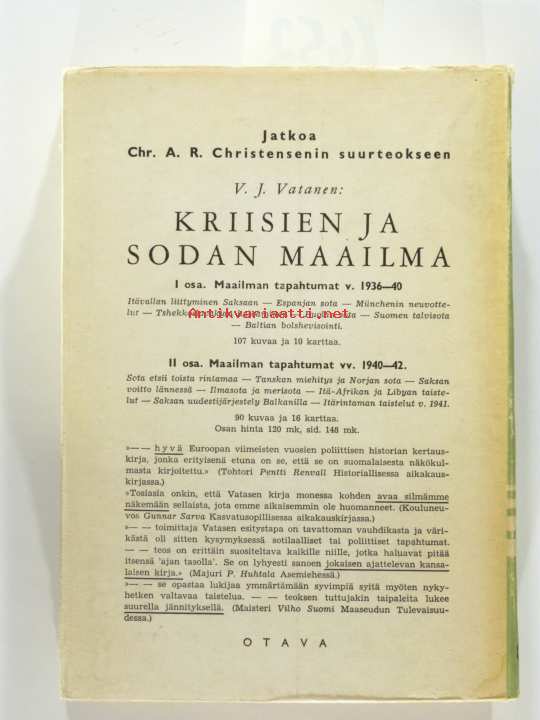 Jatkoa
Chr. A. R. Christensenin suurteokseen
V. J. Vatanen:
KRIISIEN JA
SODAN MAAILMA
I osa. Maailman tapahtumat v. 1936—40
Itävallan liittyminen Saksaan — Espanjan sota — Münchenin neuvotte-
lut — Tshekkoslovakian — Suomen talvisota
Antikvariaatti.net
— Baltian bolshevisointi.
107 kuvaa ja 10 karttaa.
II osa. Maailman tapahtumat vv. 1940—42.
Sota etsii toista rintamaa — Tanskan miehitys ja Norjan sota — Saksan
voitto lännessä — Ilmasota ja merisota — Itä-Afrikan ja Libyan taiste-
lut — Saksan uudestijärjestely Balkanilla — Itärintaman taistelut v. 1941.
90 kuvaa ja 16 karttaa.
Osan hinta 120 mk, sid. 148 mk.
»—— hyvä Euroopan viimeisten vuosien poliittisen historian kertaus-
kirja, jonka erityisenä etuna on se, että se on suomalaisesta näkökul-
masta kirjoitettu.» (Tohtori Pentti Renvall Historiallisessa aikakaus-
kirjassa.)
»Tosiasia onkin, että Vatasen kirja monessa kohden avaa silmämme
näkemään sellaista, jota emme aikaisemmin ole huomanneet. (Kouluneu-
vos Gunnar Sarva Kasvatusopillisessa aikakauskirjassa.)
»—— toimittaja Vatasen esitystapa on tavattoman vauhdikasta ja väri-
kästä oli sitten kysymyksessä sotilaalliset tai poliittiset tapahtumat.
—— teos on erittäin suositeltava kaikille niille, jotka haluavat pitää
itsensä 'ajan tasolla'. Se on lyhyesti sanoen jokaisen ajattelevan kansa-
laisen kirja.» (Majuri P. Huhtala Asemiehessä.)
»—— se opastaa lukijaa ymmärtämään syvimpiä syitä myöten nyky-
hetken valtavaa taistelua. —— teoksen tuttujakin taipaleita lukee
suurella jännityksellä. (Maisteri Vilho Suomi Maaseudun Tulevaisuu-
dessa.)
OTAVA